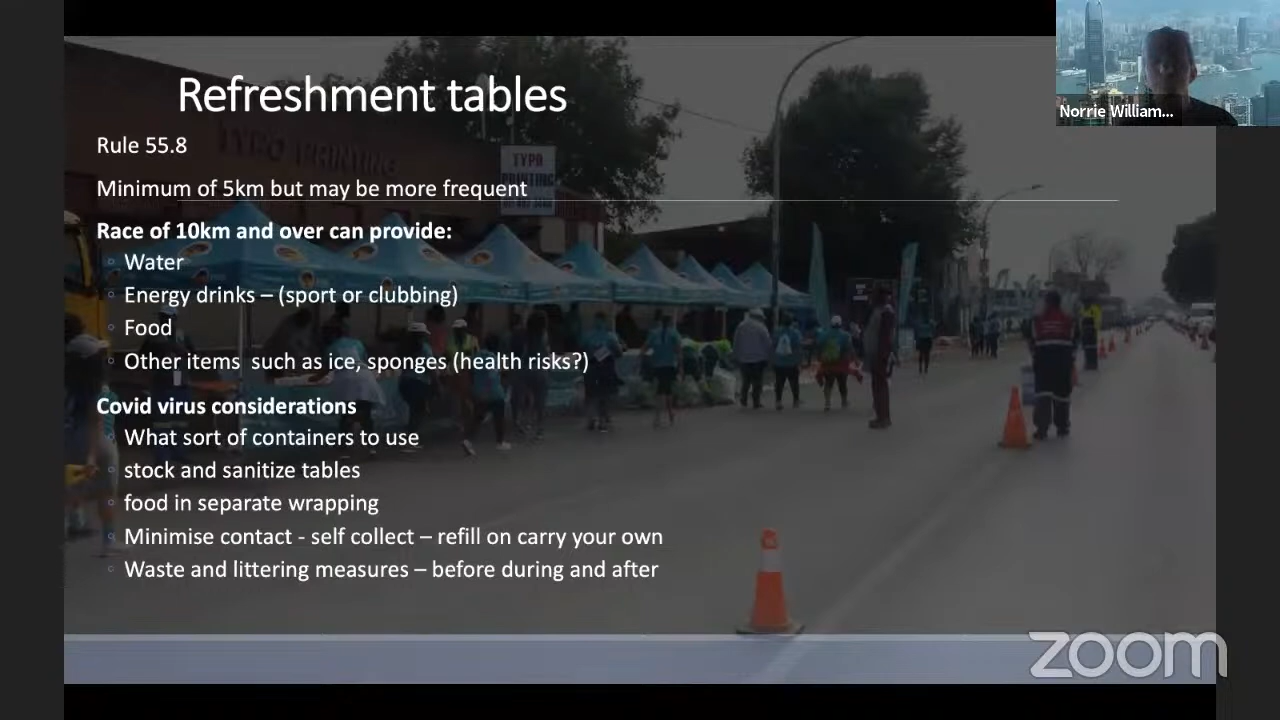 Refreshment tables
Rule 55.8
Minimum of 5km but may be more frequent
Race of 10km and over can provide:
Water
Energy drinks – (sport or clubbing)
Food
Other items such as ice, sponges (health risks?)
Covid virus considerations
What sort of containers to use
stock and sanitize tables
food in separate wrapping
Minimise contact - self collect – refill on carry your own
Waste and littering measures – before during and after
TYPO PRINTING
TYPO
PRINTING
Norrie William...
zoom